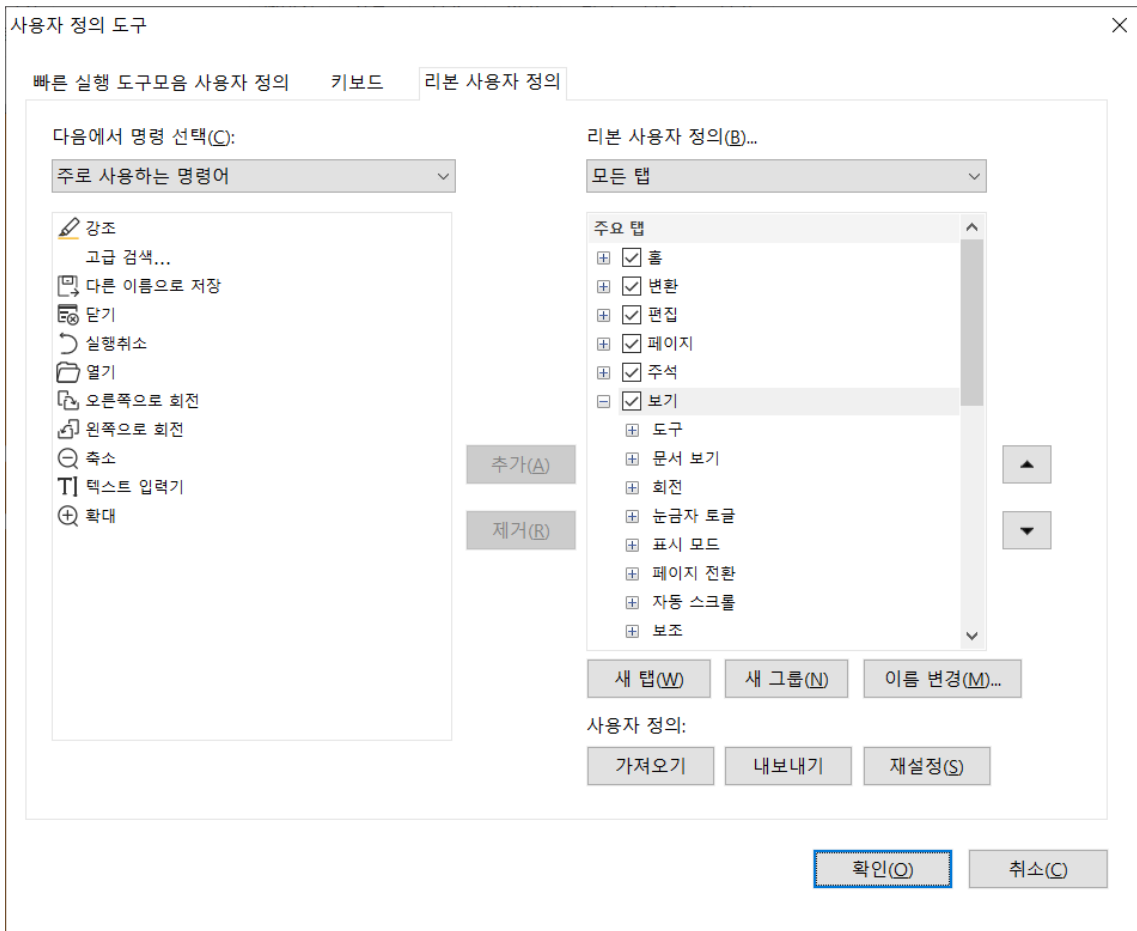 사용자 정의 도구
빠른 실행 도구모음 사용자 정의
키보드
리본 사용자 정의
다음에서 명령 선택(C):
주로 사용하는 명령어
강조
고급 검색...
다른 이름으로 저장
닫기
실행취소
열기
오른쪽으로 회전
왼쪽으로 회전
축소
텍스트 입력기
확대
추가(A)
제거(R)
리본 사용자 정의(B)...
모든 탭
주요 탭
홈
변환
편집
페이지
주석
보기
도구
문서 보기
회전
눈금자 토글
표시 모드
페이지 전환
자동 스크롤
보조
새 탭(W)
새 그룹(N)
이름 변경(M)...
사용자 정의:
가져오기
내보내기
재설정(S)
확인(O)
취소(C)